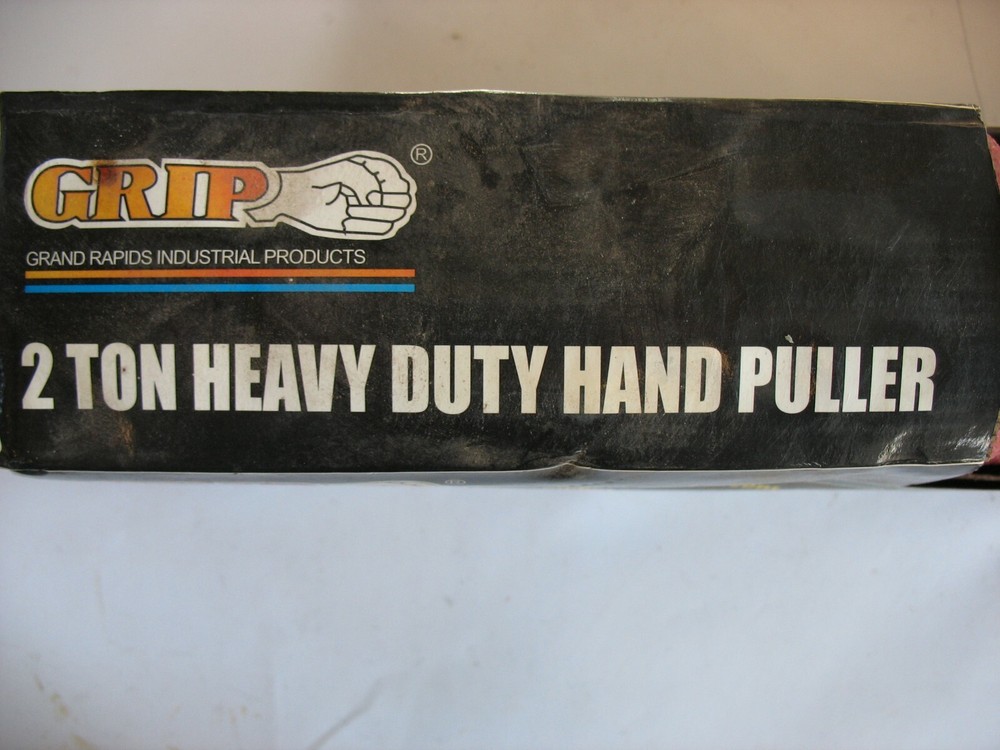 GRIP ®
GRAND RAPIDS INDUSTRIAL PRODUCTS
2 TON HEAVY DUTY HAND PULLER
®